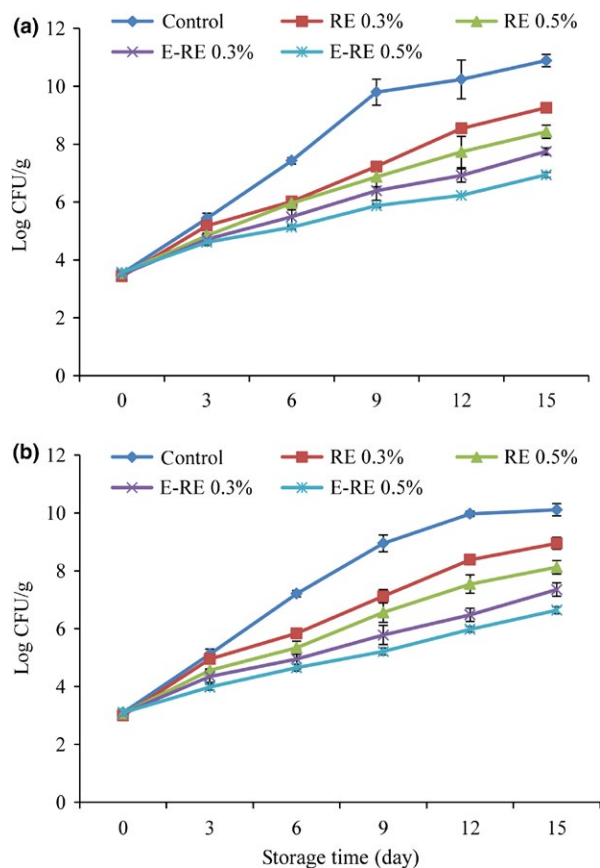 (a)
Control RE 0.3% RE 0.5%
E-RE 0.3% E-RE 0.5%
12
10
8
6
4
2
0
Log CFU/g
0 3 6 9 12 15
(b)
Control RE 0.3% RE 0.5%
E-RE 0.3% E-RE 0.5%
12
10
8
6
4
2
0
Log CFU/g
0 3 6 9 12 15
Storage time (day)